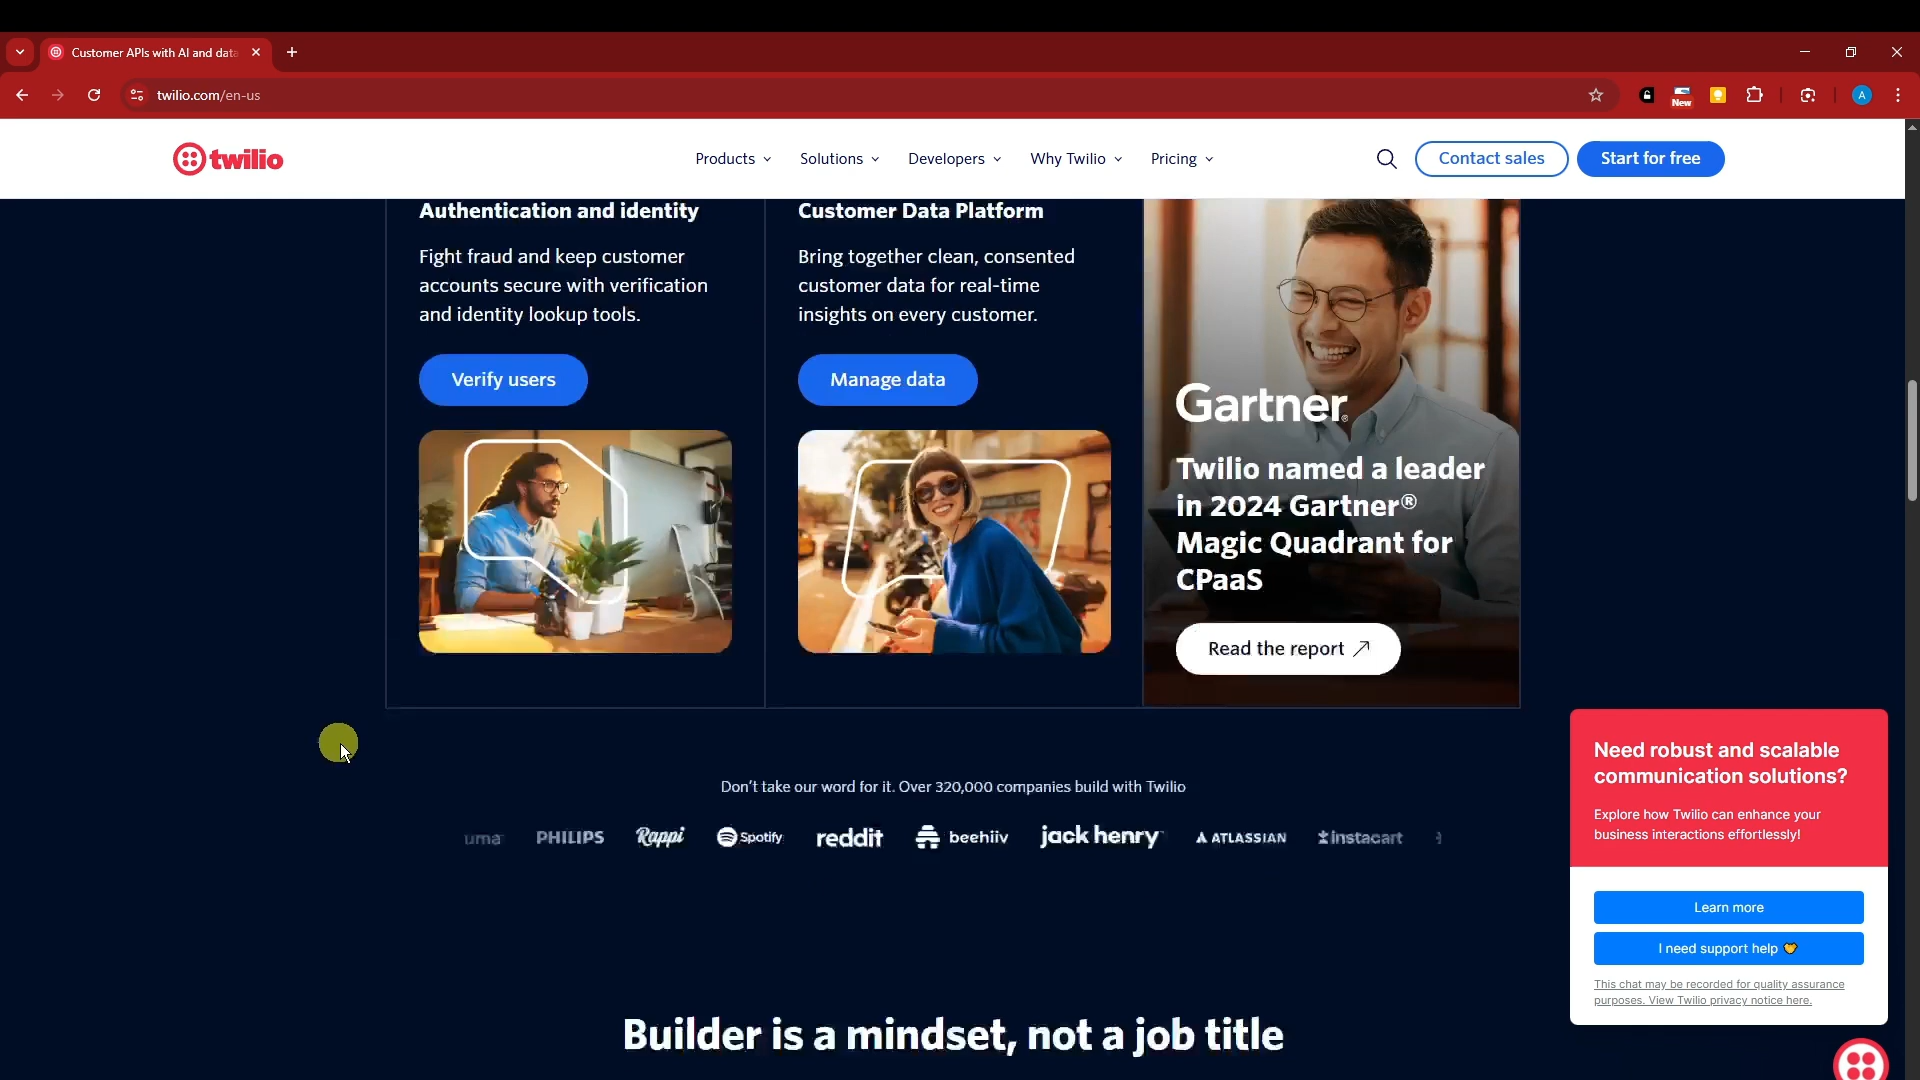 Customer APIs with AI and data
twilio.com/en-us
New
A
twilio
Products
Solutions
Developers
Why Twilio
Pricing
Contact sales
Start for free
Authentication and identity
Fight fraud and keep customer
accounts secure with verification
and identity lookup tools.
Verify users
Customer Data Platform
Bring together clean, consented
customer data for real-time
insights on every customer.
Manage data
Gartner®
Twilio named a leader
in 2024 Gartner®
Magic Quadrant for
CPaaS
Read the report
Don't take our word for it. Over 320,000 companies build with Twilio
uma PHILIPS Rappi Spotify reddit beehiiv jack henry ATLASSIAN instacart
Builder is a mindset, not a job title
Need robust and scalable
communication solutions?
Explore how Twilio can enhance your
business interactions effortlessly!
Learn more
I need support help
This chat may be recorded for quality assurance
purposes. View Twilio privacy notice here.